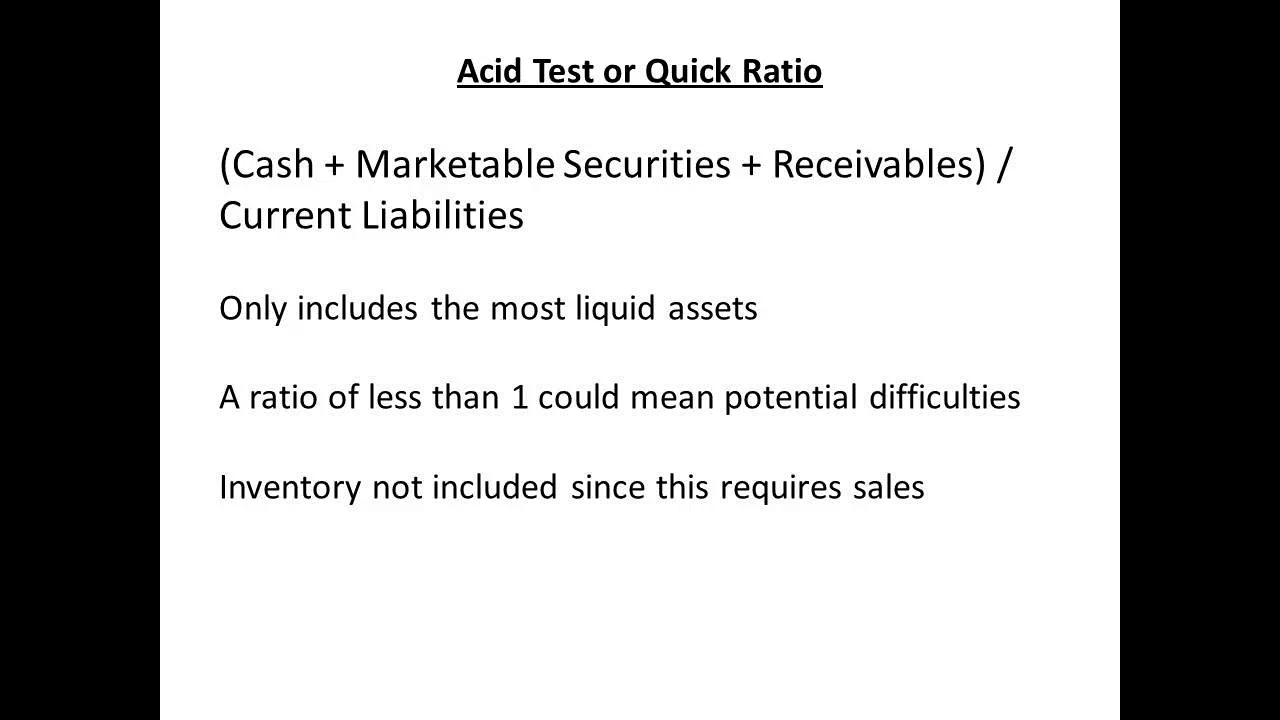 Acid Test or Quick Ratio
(Cash + Marketable Securities + Receivables) /
Current Liabilities
Only includes the most liquid assets
A ratio of less than 1 could mean potential difficulties
Inventory not included since this requires sales